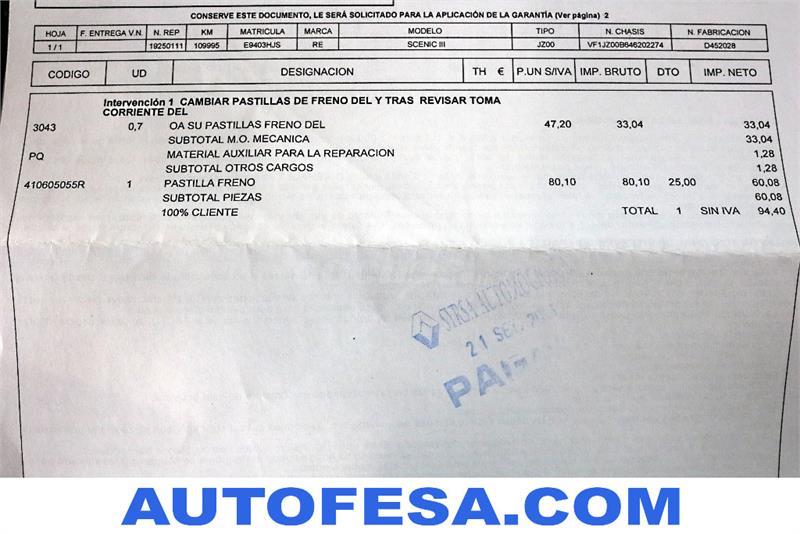 CONSERVE ESTE DOCUMENTO, LE SERÁ SOLICITADO PARA LA APLICACIÓN DE LA GARANTÍA (Ver página) 2
HOJA F. ENTREGA V.N. N. REP KM MATRICULA MARCA MODELO TIPO N. CHASIS N. FABRICACION
1 / 1 19250111 109995 E9403HJS RE SCENIC III JZ00 VF1JZ00B646202274 D452028
CODIGO UD DESIGNACION TH € P.UN S/IVA IMP. BRUTO DTO IMP. NETO
Intervención 1 CAMBIAR PASTILLAS DE FRENO DEL Y TRAS REVISAR TOMA
CORRIENTE DEL
3043 0,7 OA SU PASTILLAS FRENO DEL 47,20 33,04 33,04
SUBTOTAL M.O. MECANICA 33,04
PQ MATERIAL AUXILIAR PARA LA REPARACION 1,28
SUBTOTAL OTROS CARGOS 1,28
410605055R 1 PASTILLA FRENO 80,10 80,10 25,00 60,08
SUBTOTAL PIEZAS 60,08
100% CLIENTE TOTAL 1 SIN IVA 94,40
21
AUTOFESA.COM